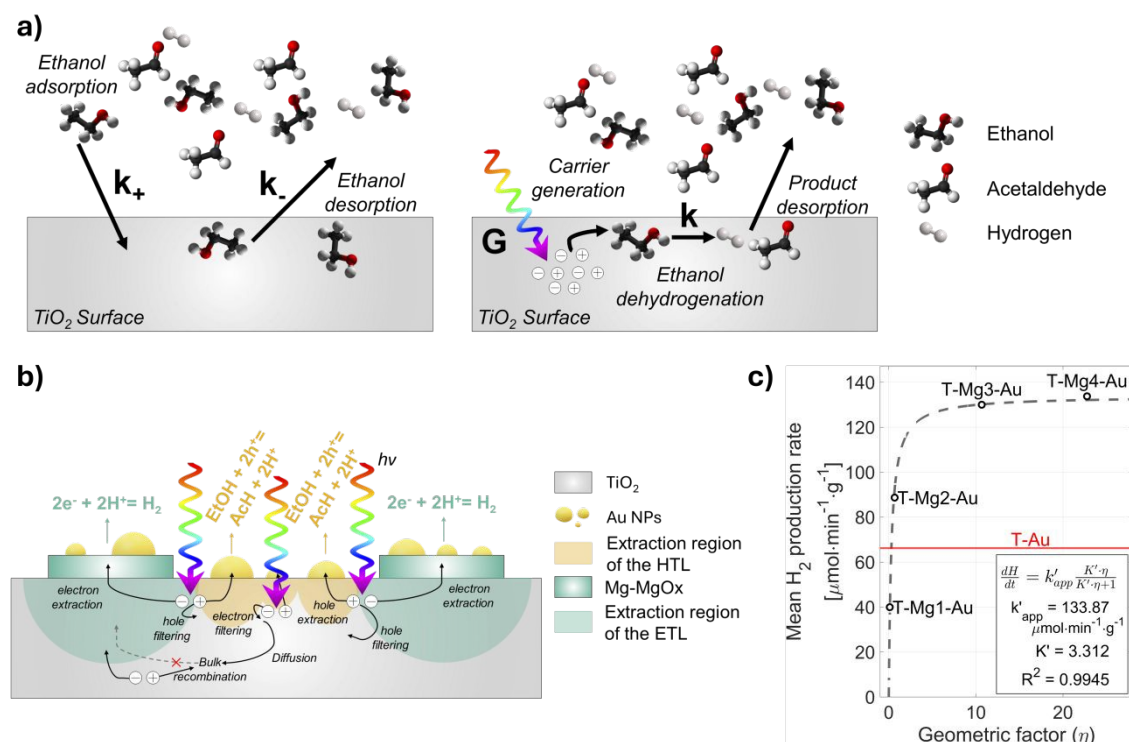 a)
Ethanol
adsorption
k₊
k₋
Ethanol
desorption
TiO₂ Surface
Carrier
generation
G
k
Product
desorption
Ethanol
dehydrogenation
TiO₂ Surface
Ethanol
Acetaldehyde
Hydrogen
b)
2e⁻ + 2H⁺= H₂
EtOH + 2h⁺=
AcH + 2H⁺
EtOH + 2h⁺=
AcH + 2H⁺
hν
2e⁻ + 2H⁺= H₂
electron
extraction
hole
filtering
electron
filtering
hole
extraction
electron
extraction
hole
filtering
Diffusion
Bulk
recombination
− +
TiO₂
Au NPs
Extraction region
of the HTL
Mg-MgOx
Extraction region
of the ETL
c)
Mean H₂ production rate
[μmol·min⁻¹·g⁻¹]
140
120
100
80
60
40
20
0
T-Mg3-Au
T-Mg4-Au
T-Mg2-Au
T-Au
T-Mg1-Au
dH/dt = k'app K'·η/K'·η+1
k'app = 133.87
μmol·min⁻¹·g⁻¹
K' = 3.312
R² = 0.9945
0 10 20
Geometric factor (η)